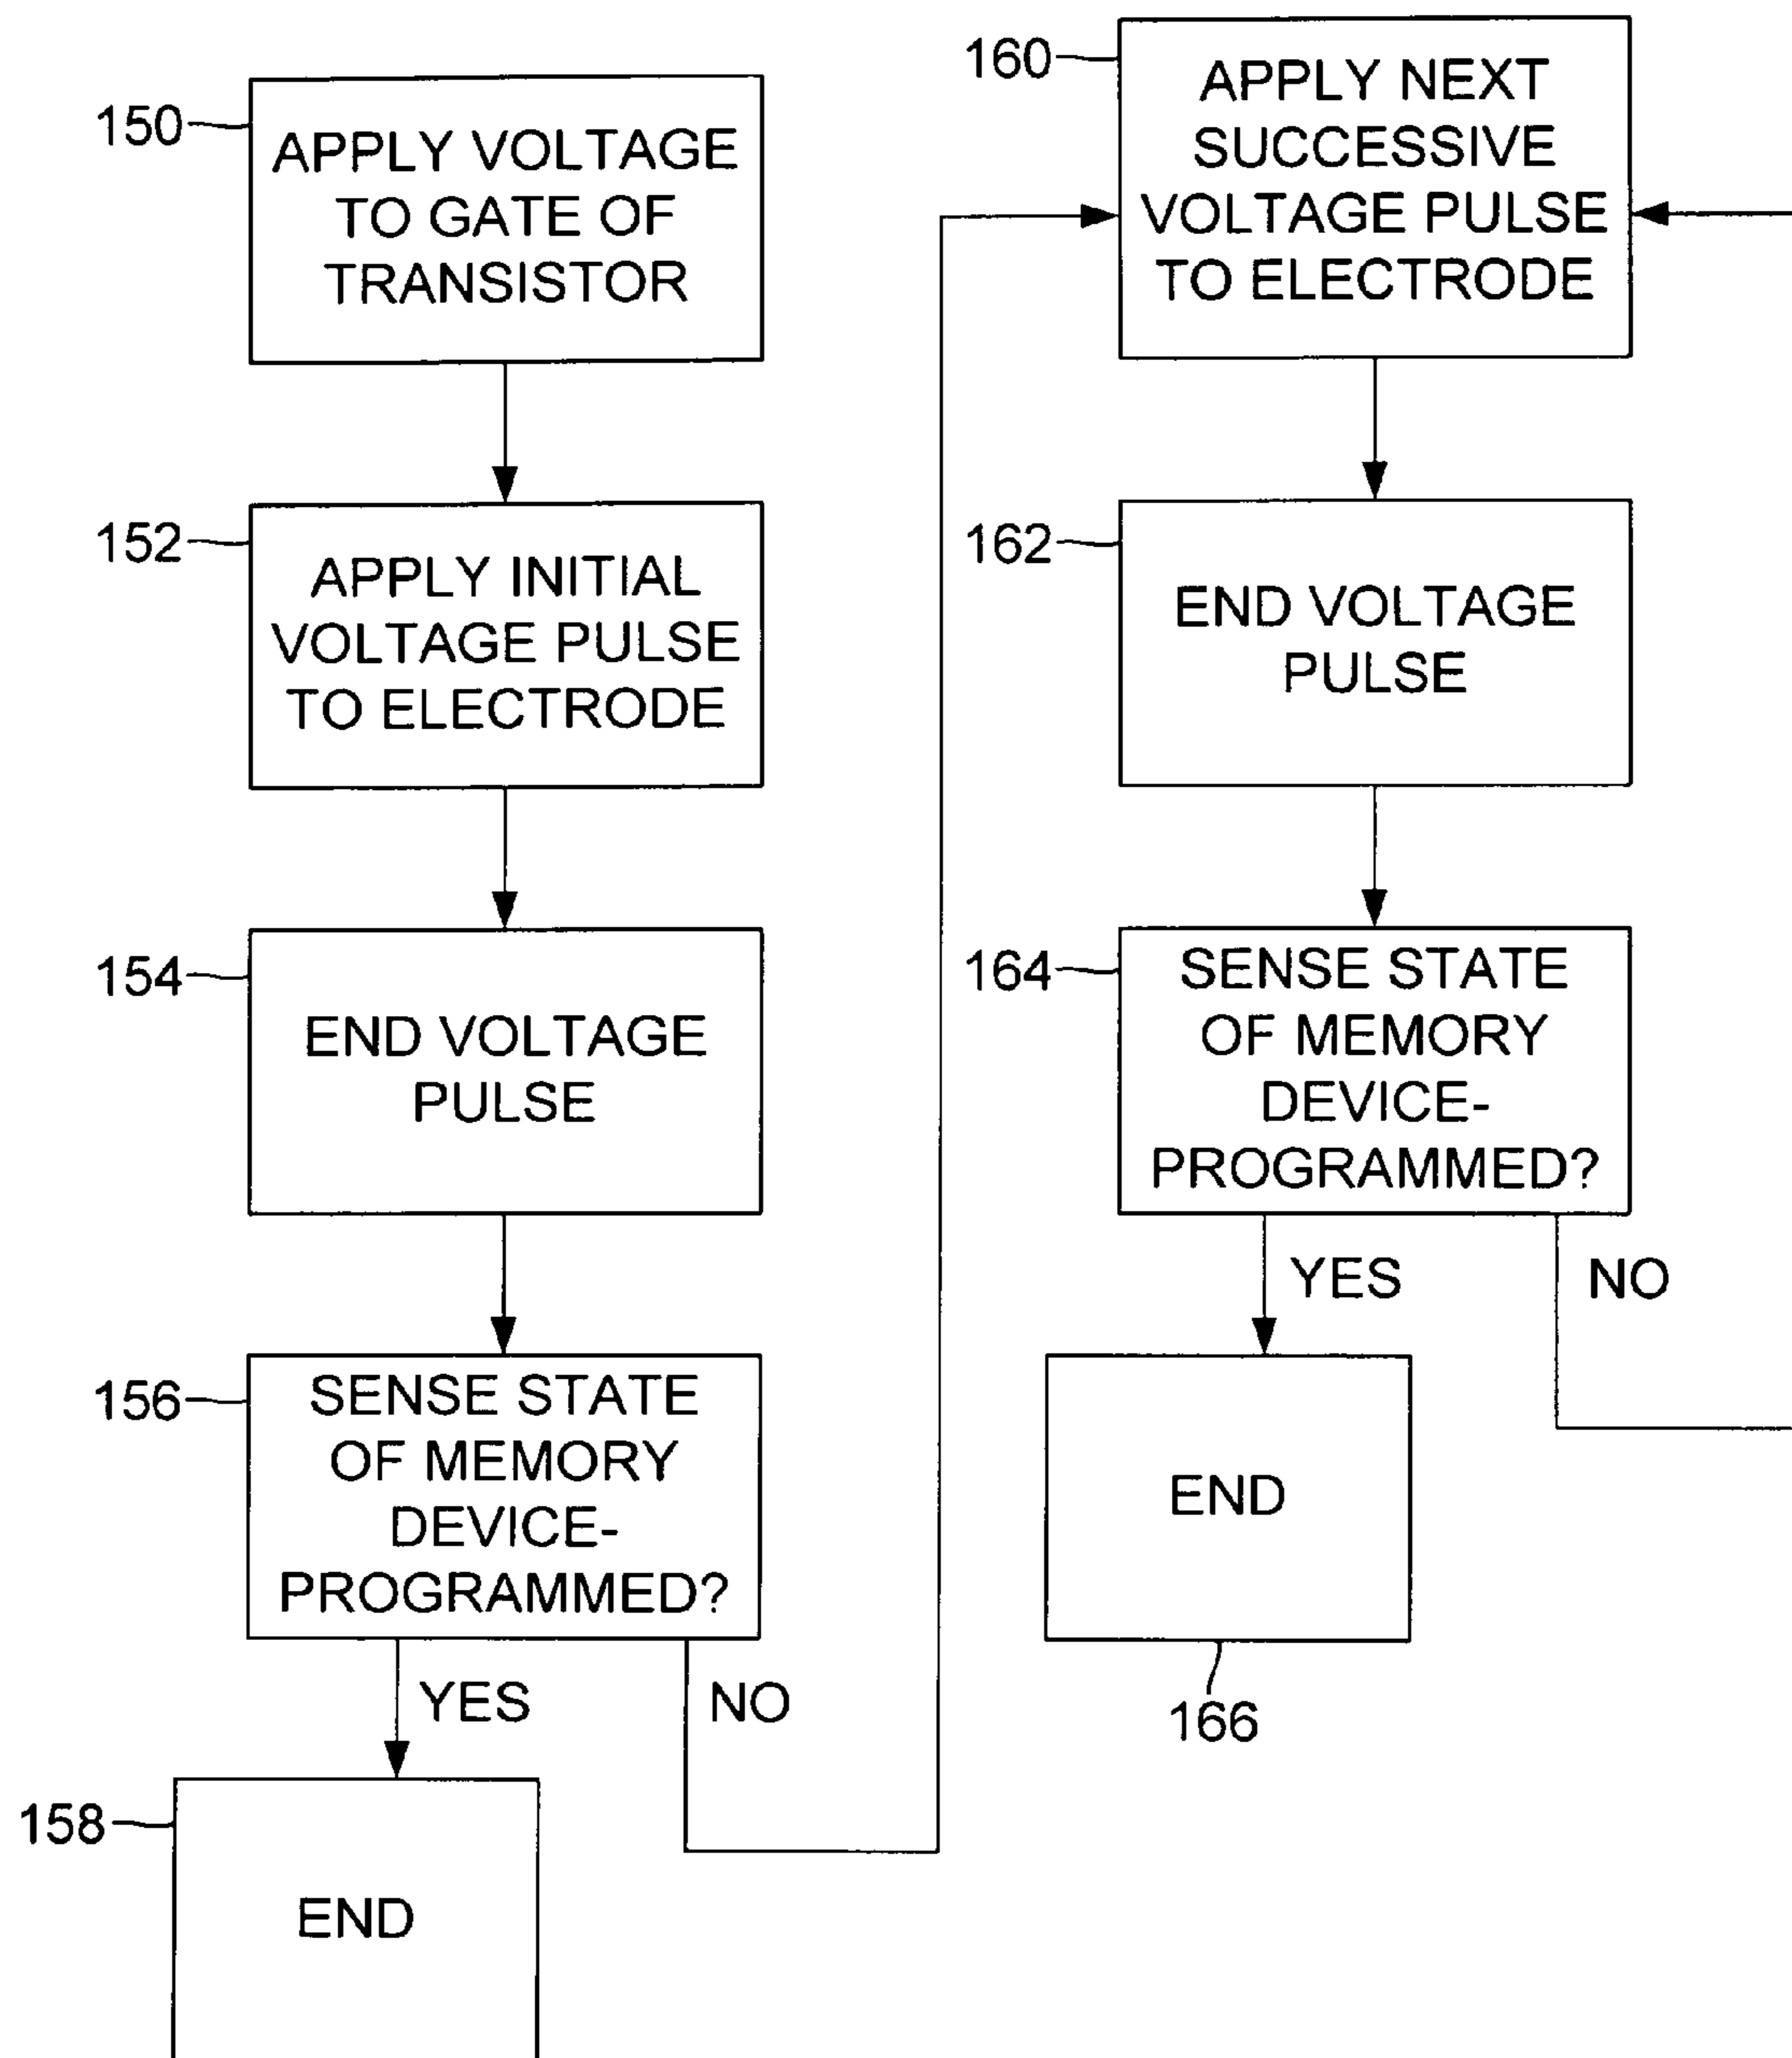 150
APPLY VOLTAGE
TO GATE OF
TRANSISTOR
152
APPLY INITIAL
VOLTAGE PULSE
TO ELECTRODE
154
END VOLTAGE
PULSE
156
SENSE STATE
OF MEMORY
DEVICE-
PROGRAMMED?
YES
NO
158
END
160
APPLY NEXT
SUCCESSIVE
VOLTAGE PULSE
TO ELECTRODE
162
END VOLTAGE
PULSE
164
SENSE STATE
OF MEMORY
DEVICE-
PROGRAMMED?
YES
NO
END
166